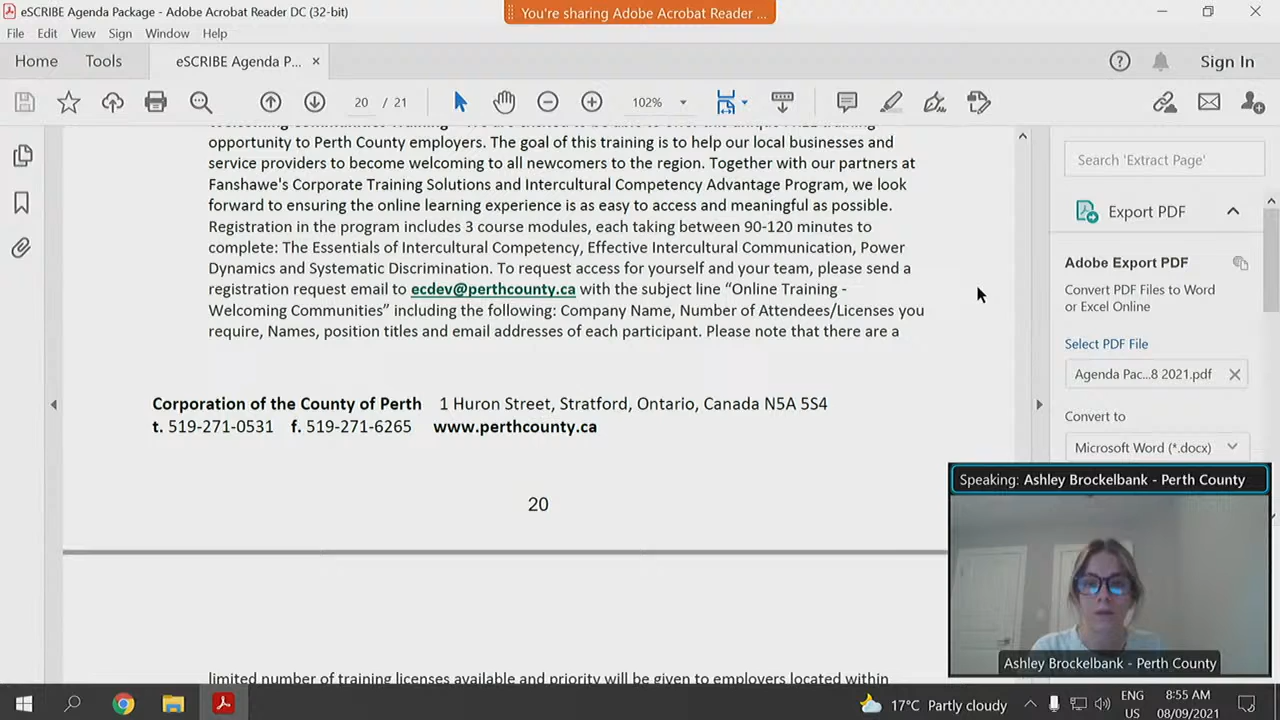 eSCRIBE Agenda Package - Adobe Acrobat Reader DC (32-bit)
You're sharing Adobe Acrobat Reader ...
File Edit View Sign Window Help
Home Tools eSCRIBE Agenda P... ×
Sign In
20 / 21
102%
opportunity to Perth County employers. The goal of this training is to help our local businesses and
service providers to become welcoming to all newcomers to the region. Together with our partners at
Fanshawe's Corporate Training Solutions and Intercultural Competency Advantage Program, we look
forward to ensuring the online learning experience is as easy to access and meaningful as possible.
Registration in the program includes 3 course modules, each taking between 90-120 minutes to
complete: The Essentials of Intercultural Competency, Effective Intercultural Communication, Power
Dynamics and Systematic Discrimination. To request access for yourself and your team, please send a
registration request email to ecdev@perthcounty.ca with the subject line “Online Training -
Welcoming Communities” including the following: Company Name, Number of Attendees/Licenses you
require, Names, position titles and email addresses of each participant. Please note that there are a
Corporation of the County of Perth 1 Huron Street, Stratford, Ontario, Canada N5A 5S4
t. 519-271-0531 f. 519-271-6265 www.perthcounty.ca
20
limited number of training licenses available and priority will be given to employers located within
Search 'Extract Page'
Export PDF
Adobe Export PDF
Convert PDF Files to Word
or Excel Online
Select PDF File
Agenda Pac...8 2021.pdf
Convert to
Microsoft Word (*.docx)
Speaking: Ashley Brockelbank - Perth County
Ashley Brockelbank - Perth County
17°C Partly cloudy
ENG
US
8:55 AM
08/09/2021